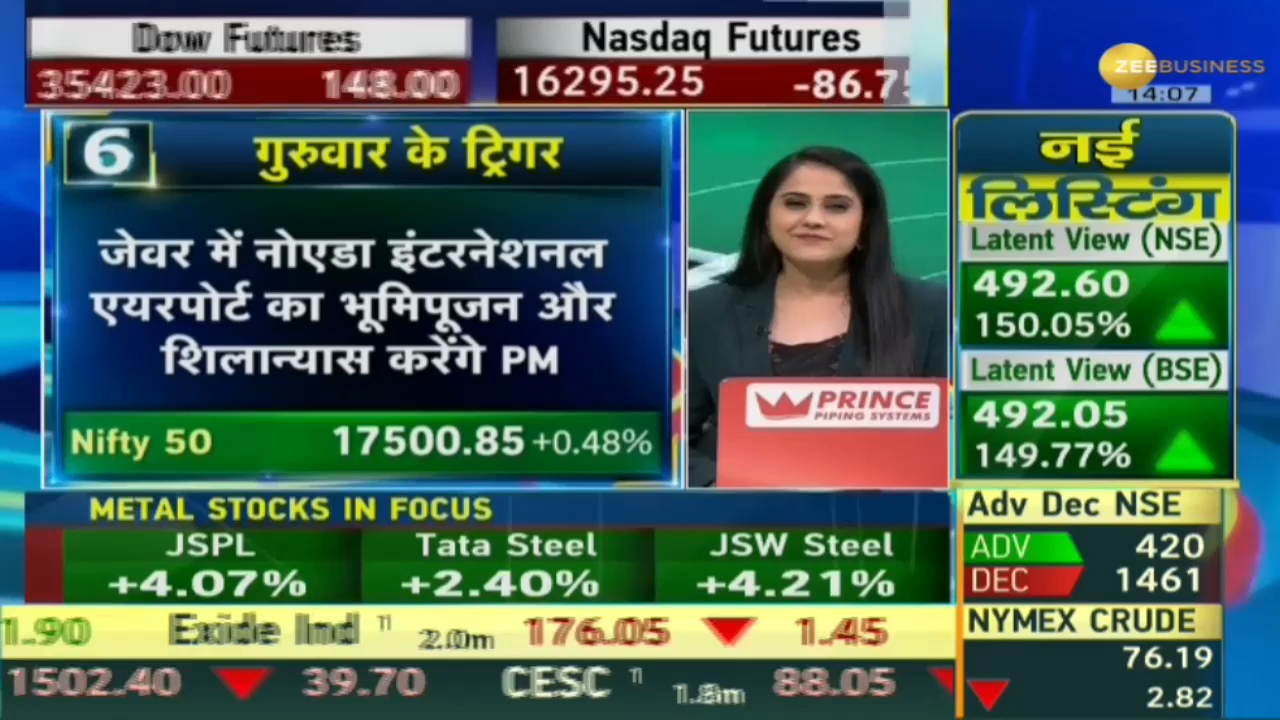 Dow Futures
35423.00 148.00
Nasdaq Futures
16295.25 -86.75
ZEEBUSINESS
14:07
6
गुरुवार के ट्रिगर
जेवर में नोएडा इंटरनेशनल
एयरपोर्ट का भूमिपूजन और
शिलान्यास करेंगे PM
Nifty 50 17500.85 +0.48%
PRINCE
PIPING SYSTEMS
नई
लिस्टिंग
Latent View (NSE)
492.60
150.05%
Latent View (BSE)
492.05
149.77%
METAL STOCKS IN FOCUS
JSPL Tata Steel JSW Steel
+4.07% +2.40% +4.21%
Adv Dec NSE
ADV 420
DEC 1461
NYMEX CRUDE
76.19
2.82
1.90 Exide Ind 2.0m 176.05 1.45
1502.40 39.70 CESC 1.8m 88.05